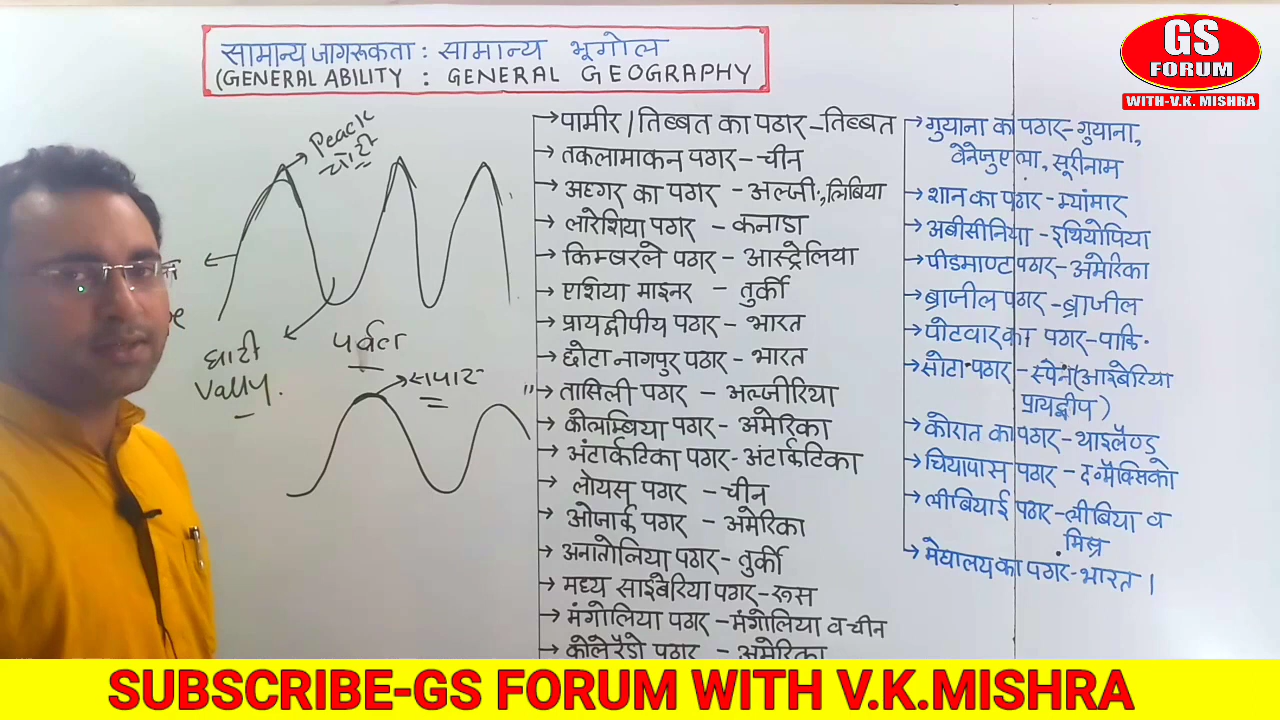 सामान्य जागरूकता : सामान्य भूगोल
(GENERAL ABILITY : GENERAL GEOGRAPHY
GS
FORUM
WITH-V.K. MISHRA
Peack
चोटी
घाटी
Vally.
पर्वत
सपाट
→पामीर / तिब्बत का पठार -तिब्बत
→ तकलामाकन पठार-चीन
→ अहगर का पठार - अल्जी:,लिबिया
→ लारेशिया पठार - कनाडा
→ किम्बरले पठार - आस्ट्रेलिया
→ एशिया माइनर - तुर्की
→ प्रायद्वीपीय पठार - भारत
→ छोटा नागपुर पठार - भारत
"→ तासिली पठार - अल्जीरिया
→ कोलम्बिया पठार- अमेरिका
→ अंटार्कटिका पठार- अंटार्कटिका
→ लोयस पठार - चीन
→ ओजार्क पठार - अमेरिका
→ अनातोलिया पठार- तुर्की
→ मध्य साइबेरिया पठार-रूस
→ मंगोलिया पठार -मंगोलिया व चीन
→ कोलेरैडो पठार - अमेरिका
→गुयाना का पठार-गुयाना,
वेनेजुएला, सूरीनाम
→ शान का पठार - म्यांमार
→ अबीसीनिया - इथियोपिया
→ पीडमाण्ट पठार- अमेरिका
→ ब्राजील पठार -ब्राजील
→ पोटवार का पठार -पाकि.
→ सोटा पठार - स्पेन(आइबेरिया
प्रायद्वीप )
→ कोरात का पठार-थाइलैण्ड
→ चियापास पठार - द०मैक्सिको
→ लीबियाई पठार -लीबिया व
मिस्र
→ मेघालय का पठार-भारत ।
SUBSCRIBE-GS FORUM WITH V.K.MISHRA